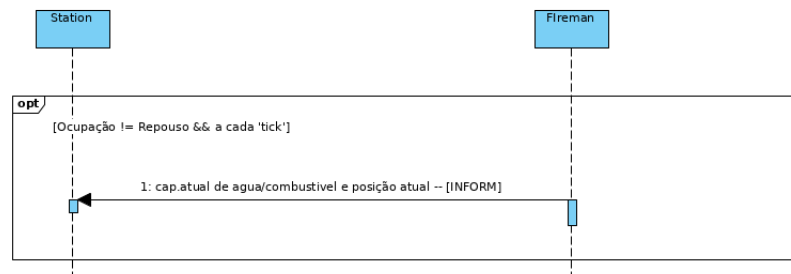 Station
FIreman
opt
[Ocupação != Repouso && a cada 'tick']
1: cap.atual de agua/combustivel e posição atual -- [INFORM]